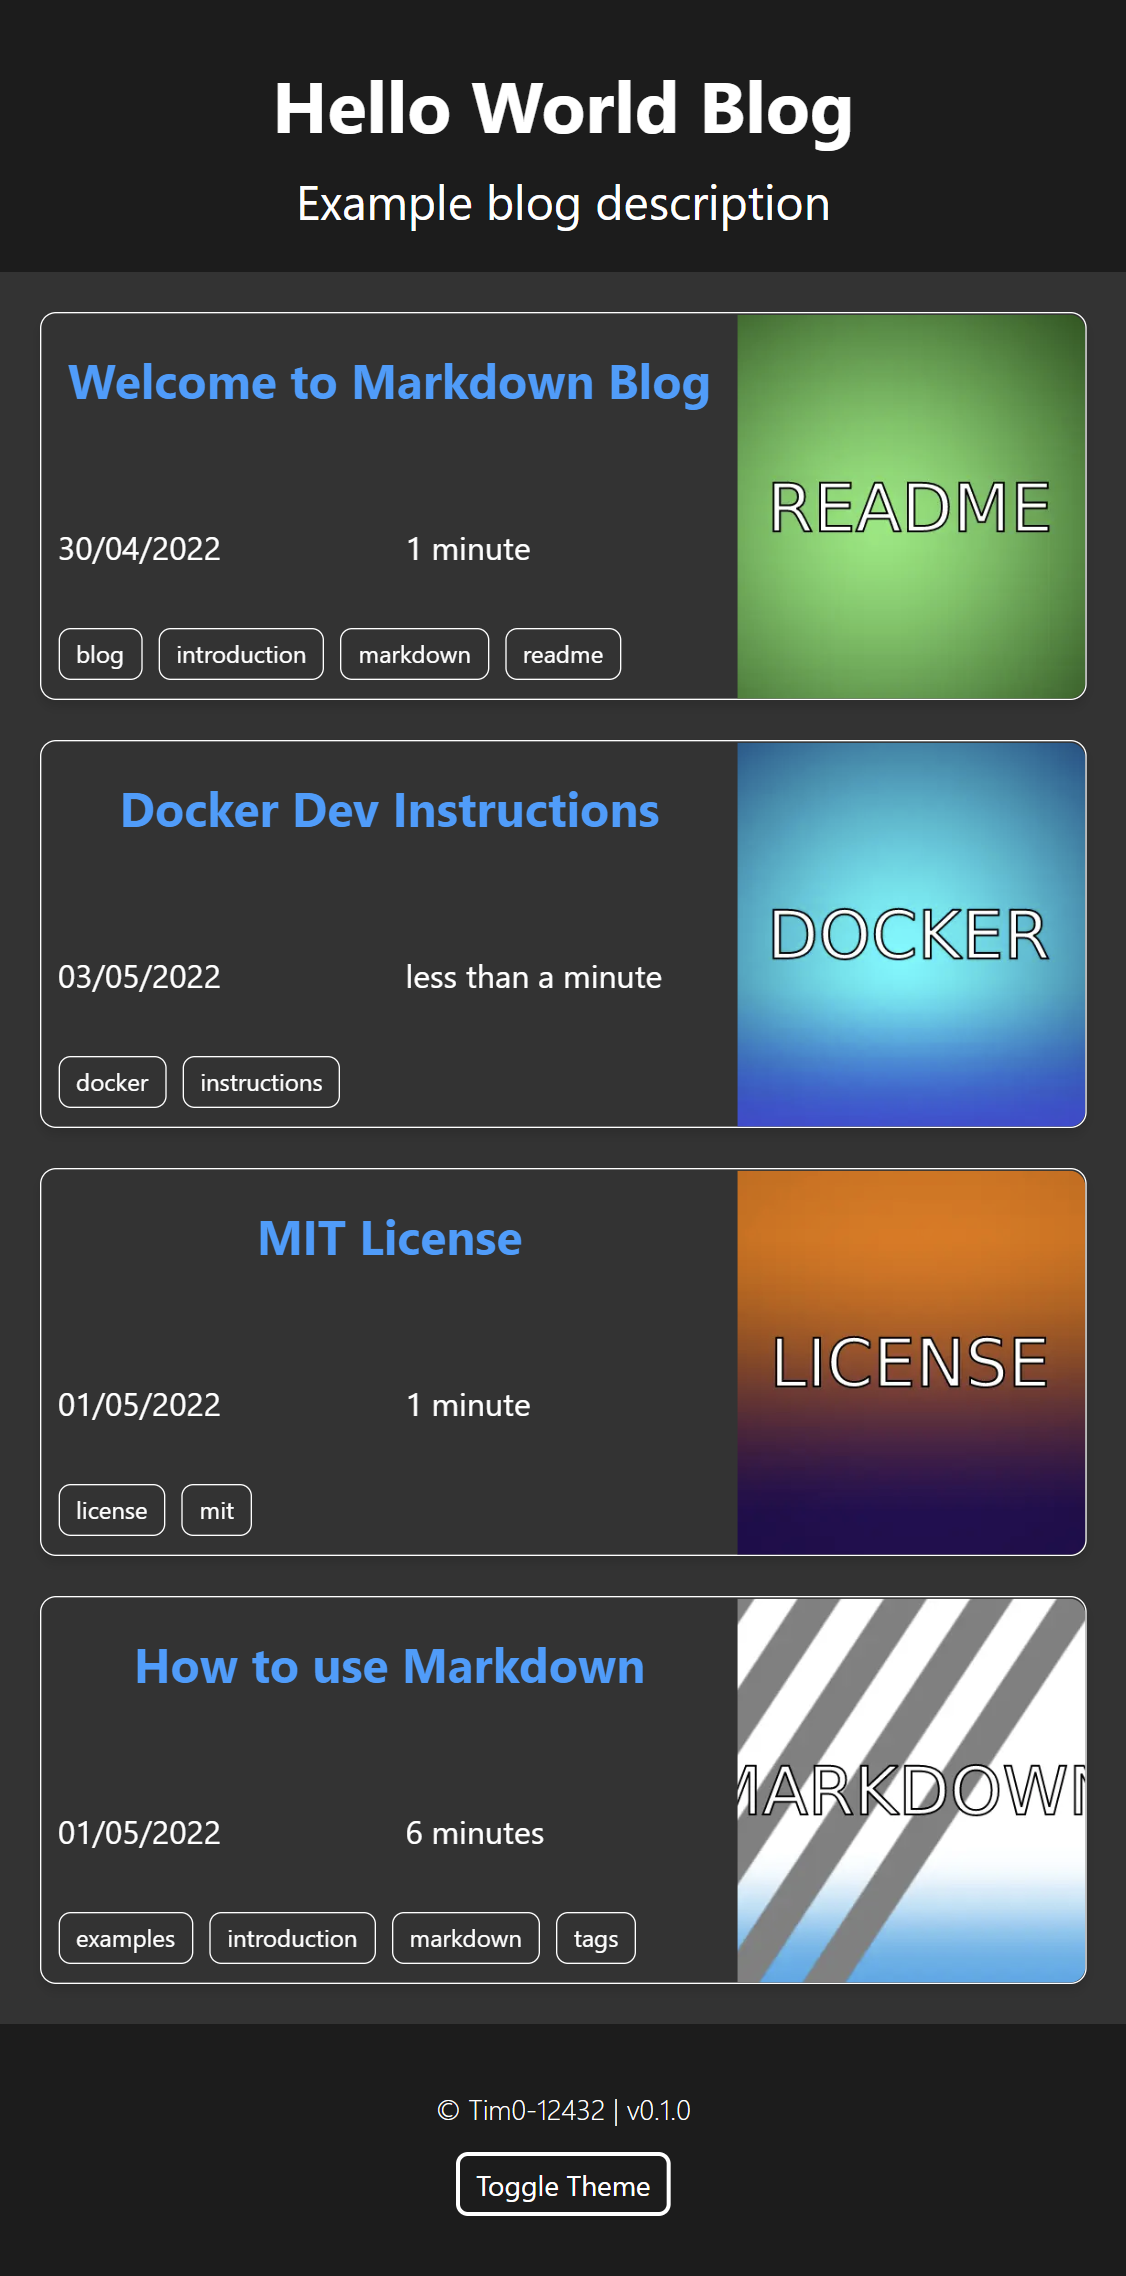 Hello World Blog
Example blog description
Welcome to Markdown Blog
30/04/2022 1 minute
blog introduction markdown readme
README
Docker Dev Instructions
03/05/2022 less than a minute
docker instructions
DOCKER
MIT License
01/05/2022 1 minute
license mit
LICENSE
How to use Markdown
01/05/2022 6 minutes
examples introduction markdown tags
MARKDOWN
© Tim0-12432 | v0.1.0
Toggle Theme